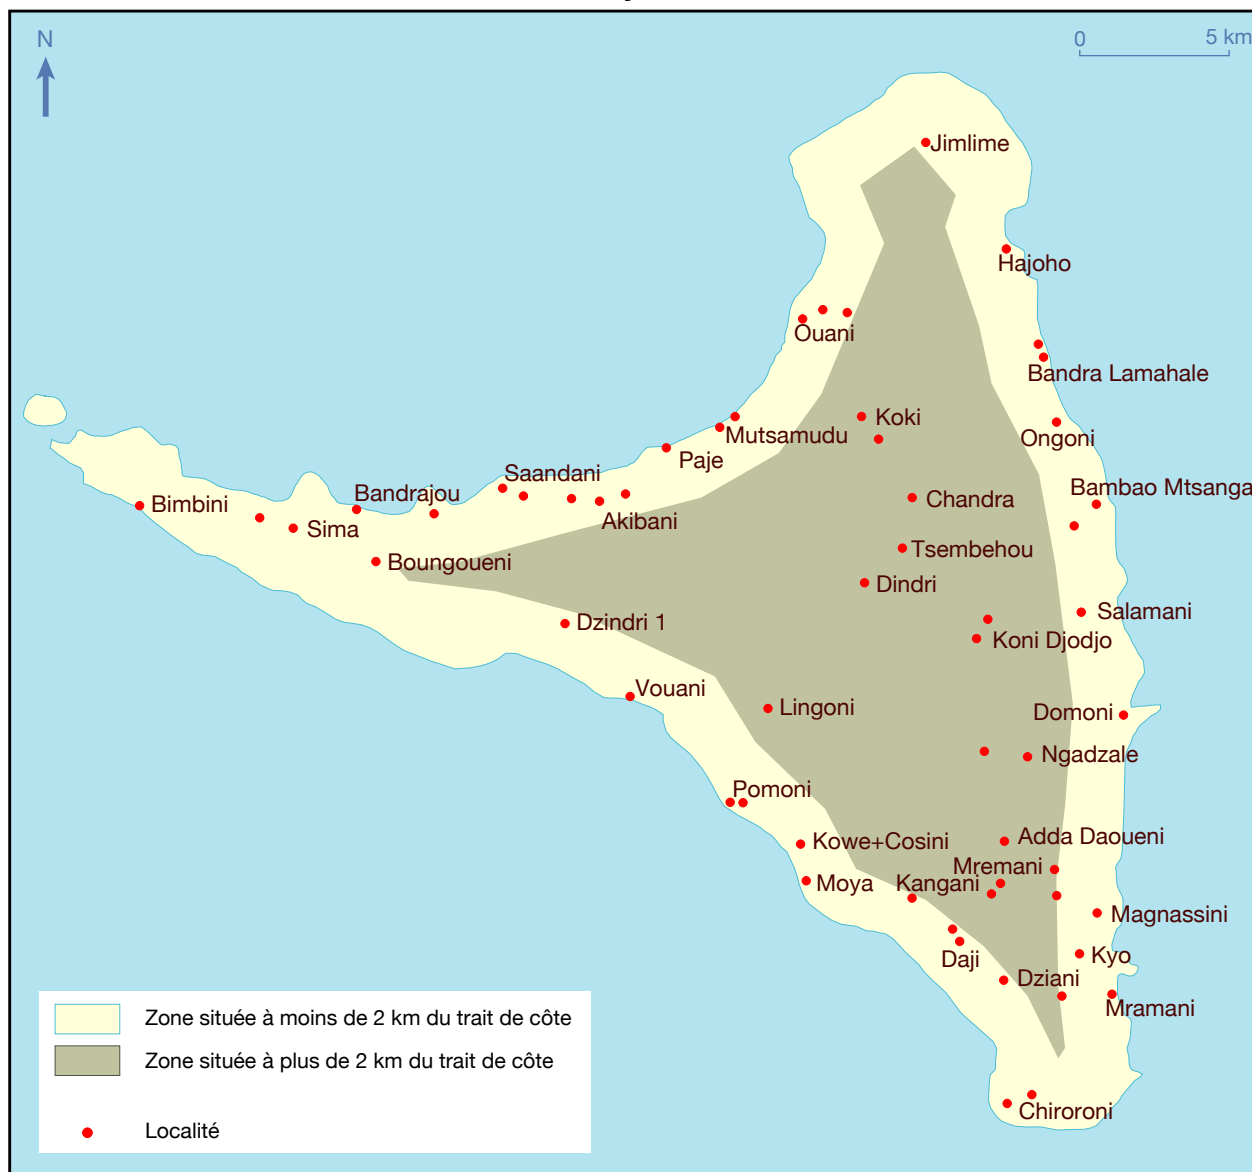 N
0 5 km
Jimlime
Hajoho
Ouani
Bandra Lamahale
Koki
Mutsamudu
Ongoni
Paje
Saandani
Bambao Mtsanga
Bandrajou
Chandra
Bimbini
Akibani
Sima
Tsembehou
Boungoueni
Dindri
Salamani
Dzindri 1
Koni Djodjo
Vouani
Lingoni
Domoni
Ngadzale
Pomoni
Kowe+Cosini
Adda Daoueni
Mremani
Moya
Kangani
Magnassini
Daji
Kyo
Dziani
Mramani
Chiroroni
Zone située à moins de 2 km du trait de côte
Zone située à plus de 2 km du trait de côte
Localité